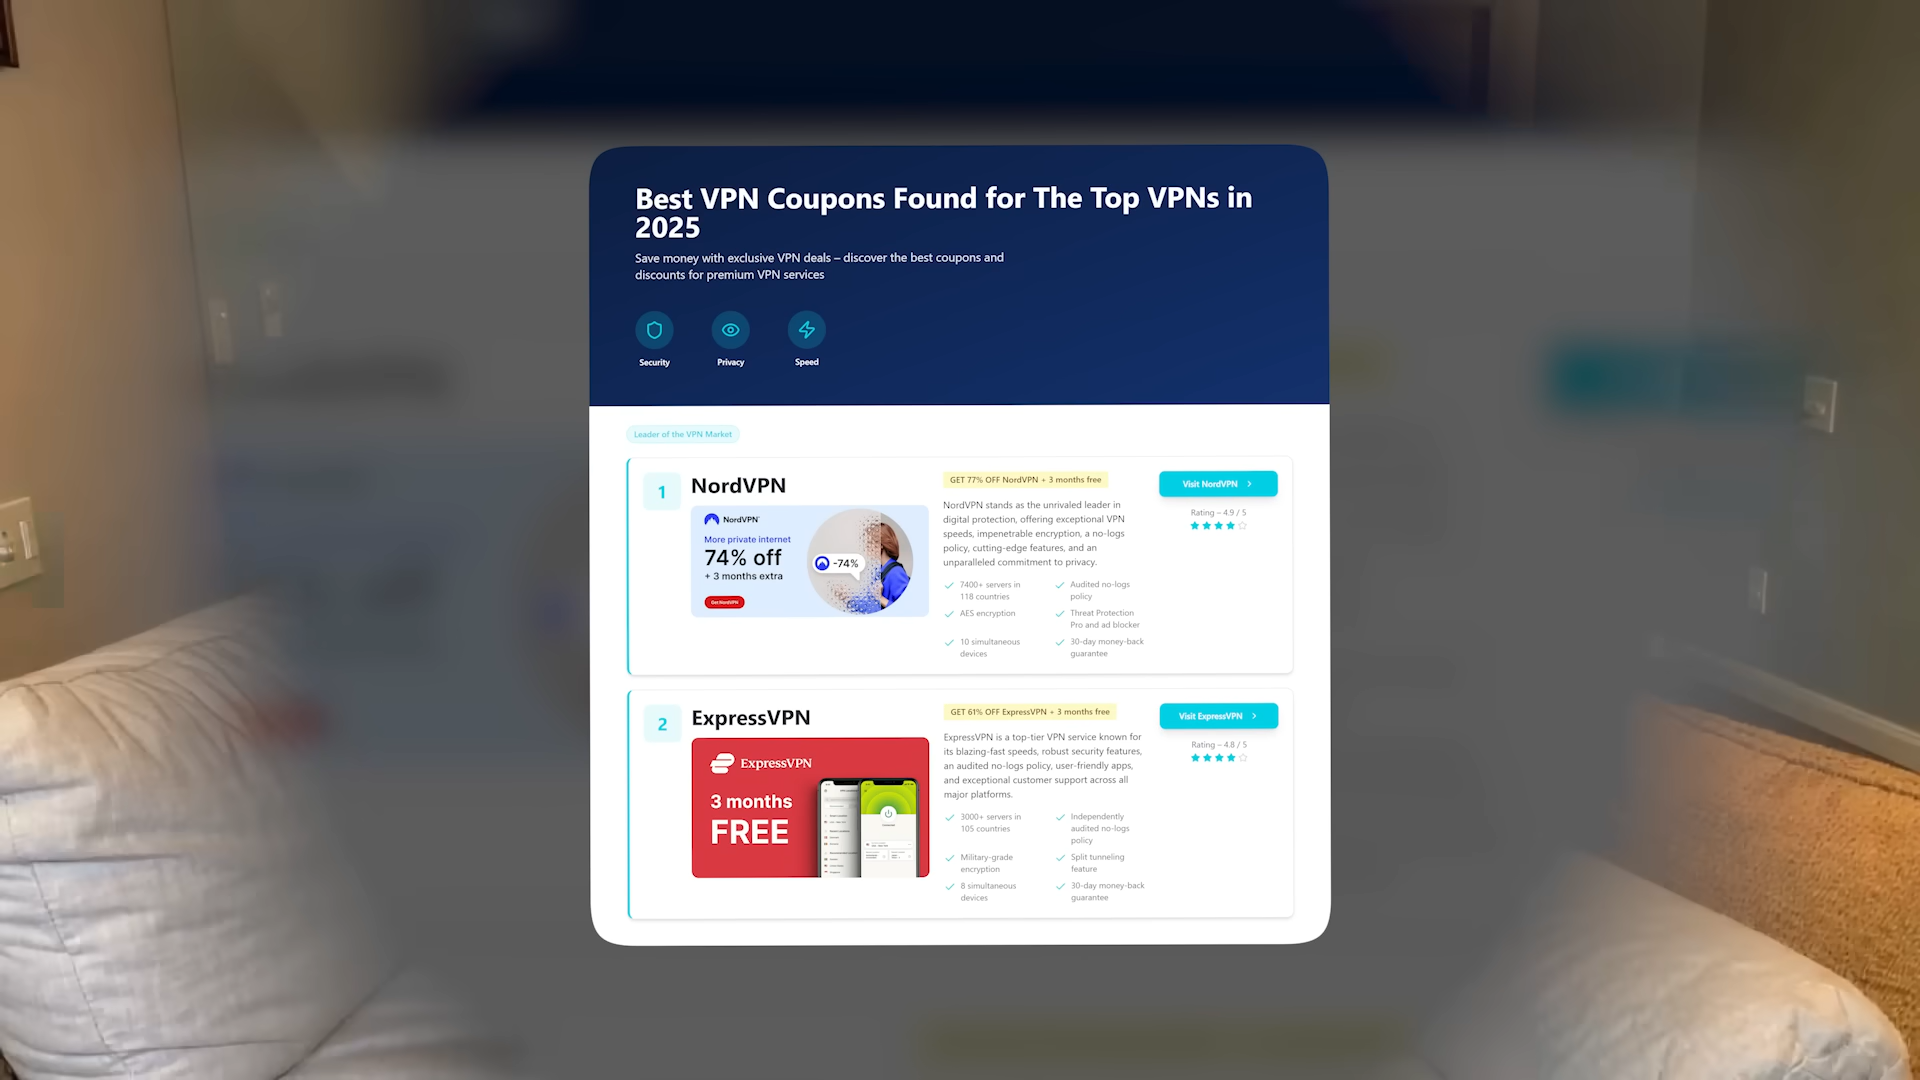 Best VPN Coupons Found for The Top VPNs in
2025
Save money with exclusive VPN deals – discover the best coupons and
discounts for premium VPN services
Security
Privacy
Speed
Leader of the VPN Market
1
NordVPN
NordVPN
More private internet
74% off
+ 3 months extra
Get NordVPN
-74%
GET 77% OFF NordVPN + 3 months free
NordVPN stands as the unrivaled leader in
digital protection, offering exceptional VPN
speeds, impenetrable encryption, a no-logs
policy, cutting-edge features, and an
unparalleled commitment to privacy.
7400+ servers in
118 countries
Audited no-logs
policy
AES encryption
Threat Protection
Pro and ad blocker
10 simultaneous
devices
30-day money-back
guarantee
Visit NordVPN
Rating – 4.9 / 5
2
ExpressVPN
ExpressVPN
3 months
FREE
GET 61% OFF ExpressVPN + 3 months free
ExpressVPN is a top-tier VPN service known for
its blazing-fast speeds, robust security features,
an audited no-logs policy, user-friendly apps,
and exceptional customer support across all
major platforms.
3000+ servers in
105 countries
Independently
audited no-logs
policy
Military-grade
encryption
Split tunneling
feature
8 simultaneous
devices
30-day money-back
guarantee
Visit ExpressVPN
Rating – 4.8 / 5